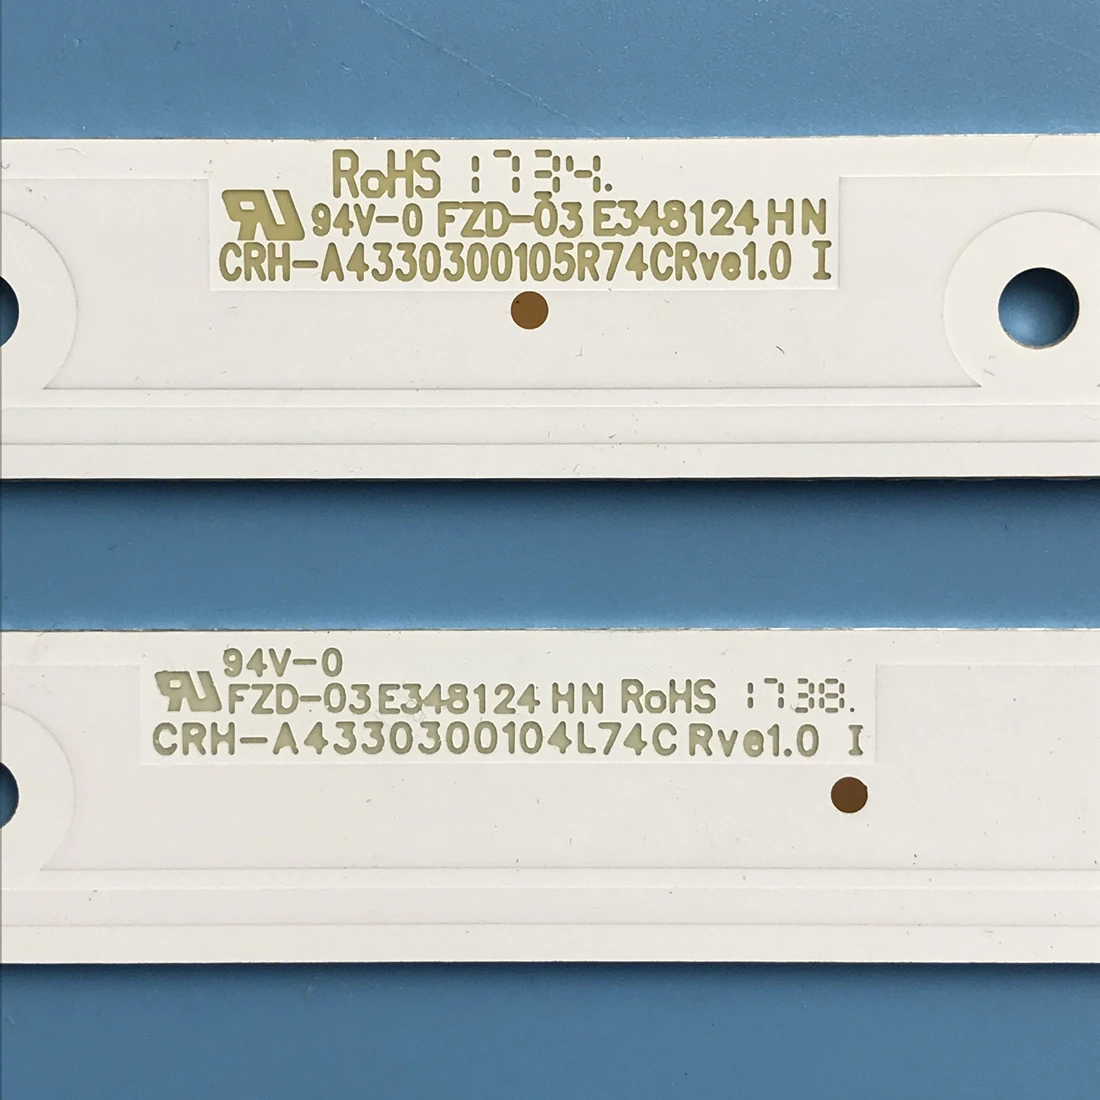 RoHS 1734.
94V-0 FZD-03 E348124 HN
CRH-A4330300105R74CRve1.0 I
94V-0
FZD-03 E348124 HN RoHS 1738.
CRH-A4330300104L74C Rve1.0 I